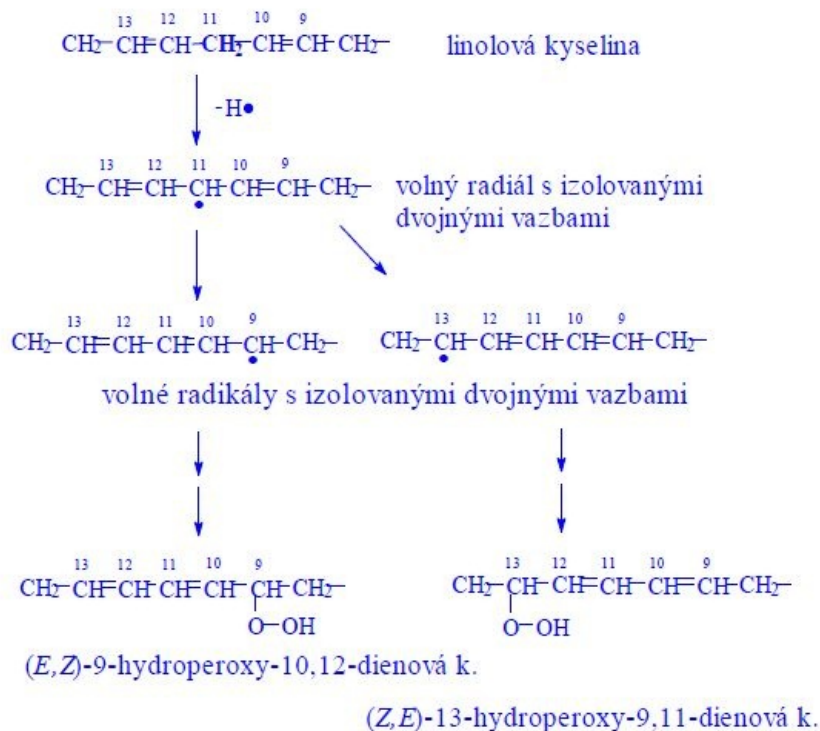 13 12 11 10 9
CH2-CH=CH-CH2-CH=CH-CH2- linolová kyselina
-H•
13 12 11 10 9
CH2-CH=CH-CH-CH=CH-CH2- volný radiál s izolovanými
• dvojnými vazbami
13 12 11 10 9 13 12 11 10 9
CH2-CH=CH-CH=CH-CH-CH2- CH2-CH-CH=CH-CH=CH-CH2-
• •
volné radikály s izolovanými dvojnými vazbami
13 12 11 10 9 13 12 11 10 9
CH2-CH=CH-CH=CH-CH-CH2- CH2-CH-CH=CH-CH=CH-CH2-
O-OH O-OH
(E,Z)-9-hydroperoxy-10,12-dienová k.
(Z,E)-13-hydroperoxy-9,11-dienová k.